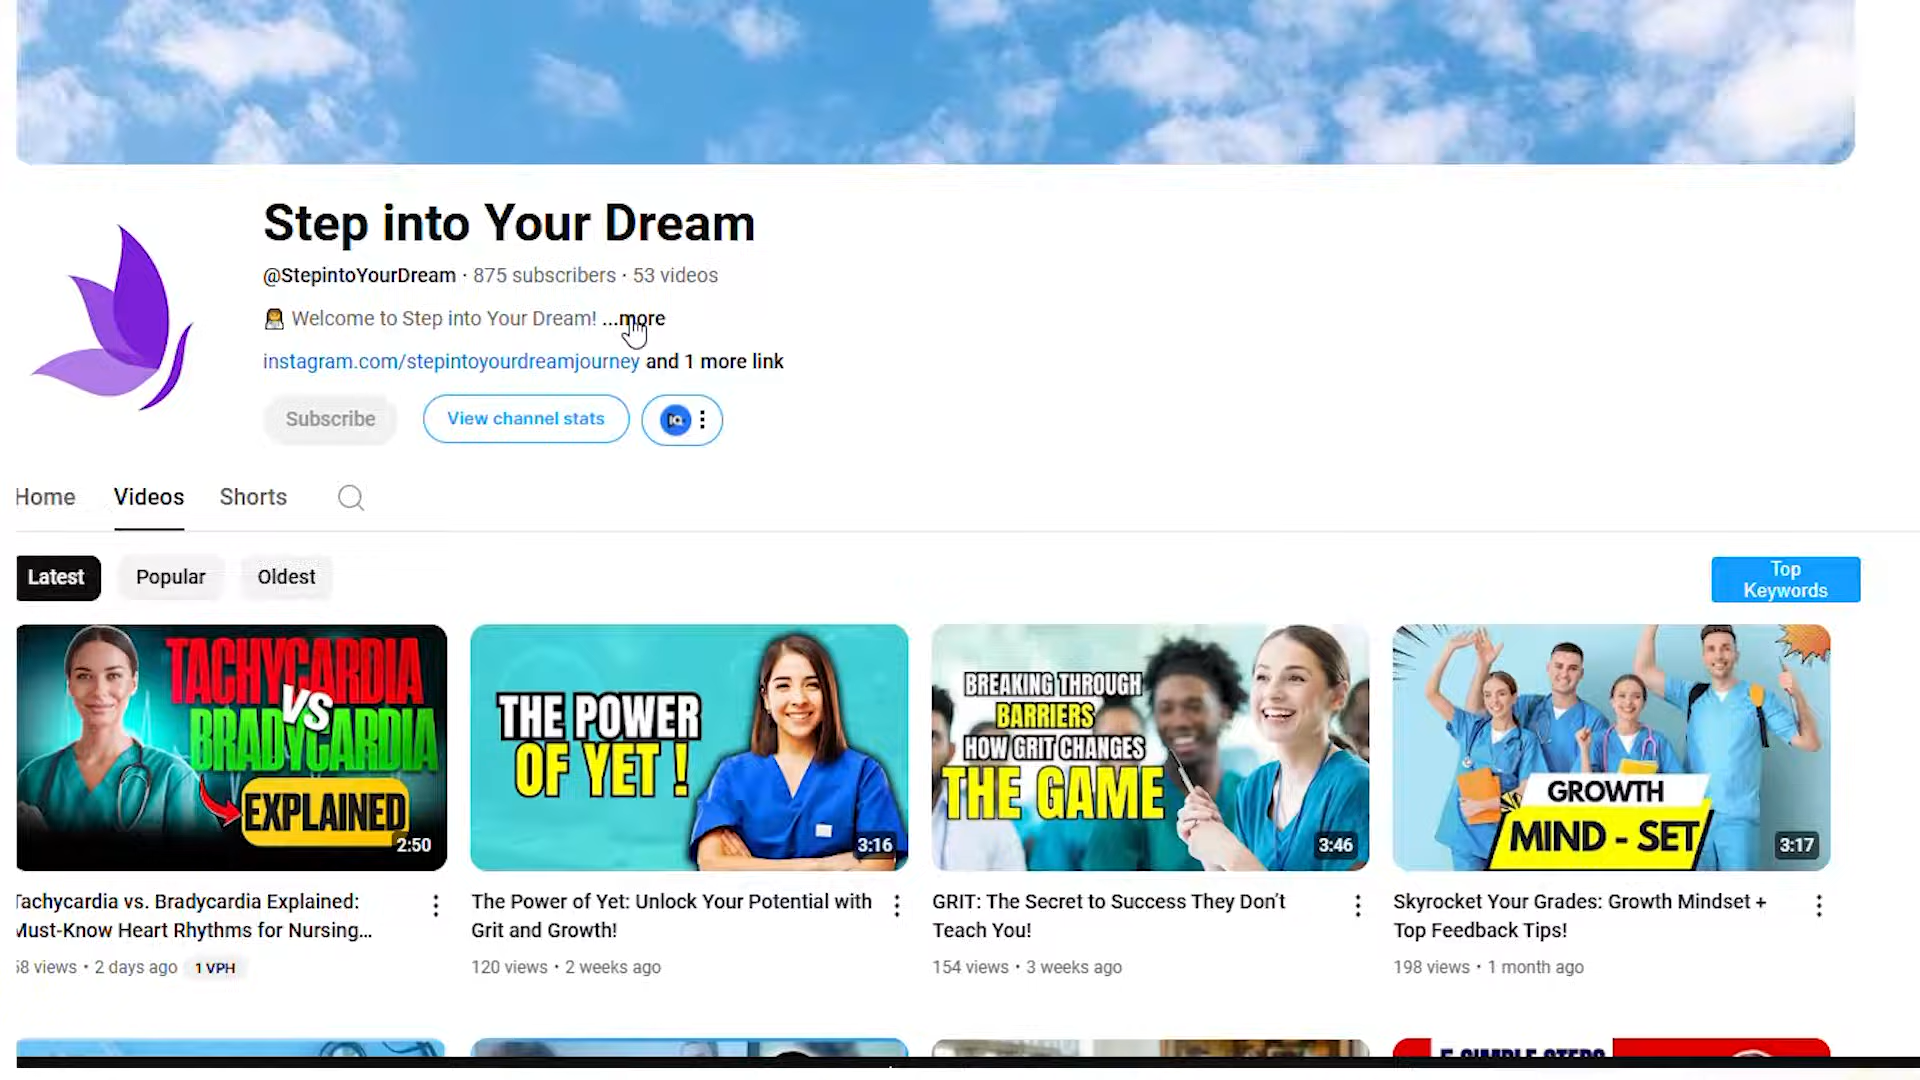 Step into Your Dream
@StepintoYourDream · 875 subscribers · 53 videos
Welcome to Step into Your Dream! ...more
instagram.com/stepintoyourdreamjourney and 1 more link
Subscribe
View channel stats
Home
Videos
Shorts
Latest
Popular
Oldest
Top
Keywords
TACHYCARDIA
VS
BRADYCARDIA
EXPLAINED
2:50
THE POWER
OF YET !
3:16
BREAKING THROUGH
BARRIERS
HOW GRIT CHANGES
THE GAME
3:46
GROWTH
MIND - SET
3:17
Tachycardia vs. Bradycardia Explained:
Must-Know Heart Rhythms for Nursing...
58 views • 2 days ago 1 VPH
The Power of Yet: Unlock Your Potential with
Grit and Growth!
120 views • 2 weeks ago
GRIT: The Secret to Success They Don't
Teach You!
154 views • 3 weeks ago
Skyrocket Your Grades: Growth Mindset +
Top Feedback Tips!
198 views • 1 month ago
5 SIMPLE STEPS